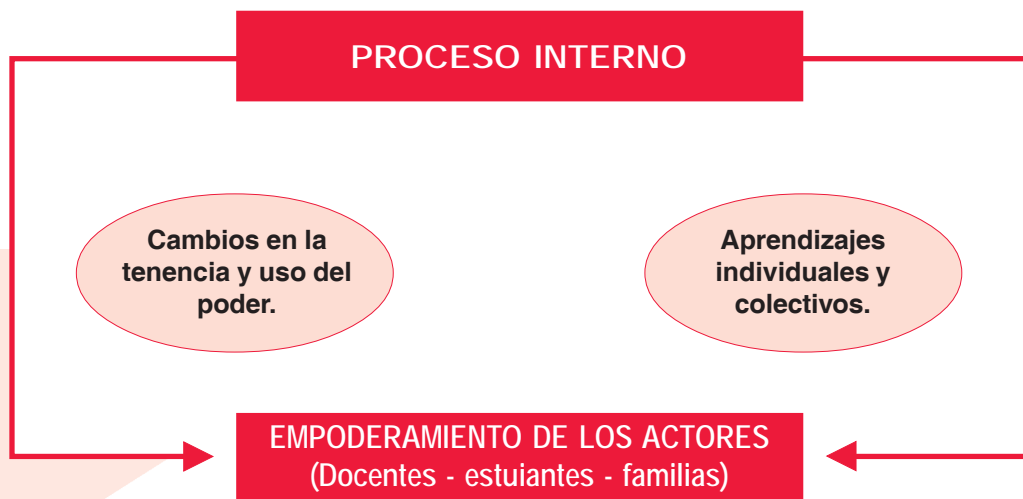 PROCESO INTERNO
Cambios en la
tenencia y uso del
poder.
Aprendizajes
individuales y
colectivos.
EMPODERAMIENTO DE LOS ACTORES
(Docentes - estuiantes - familias)